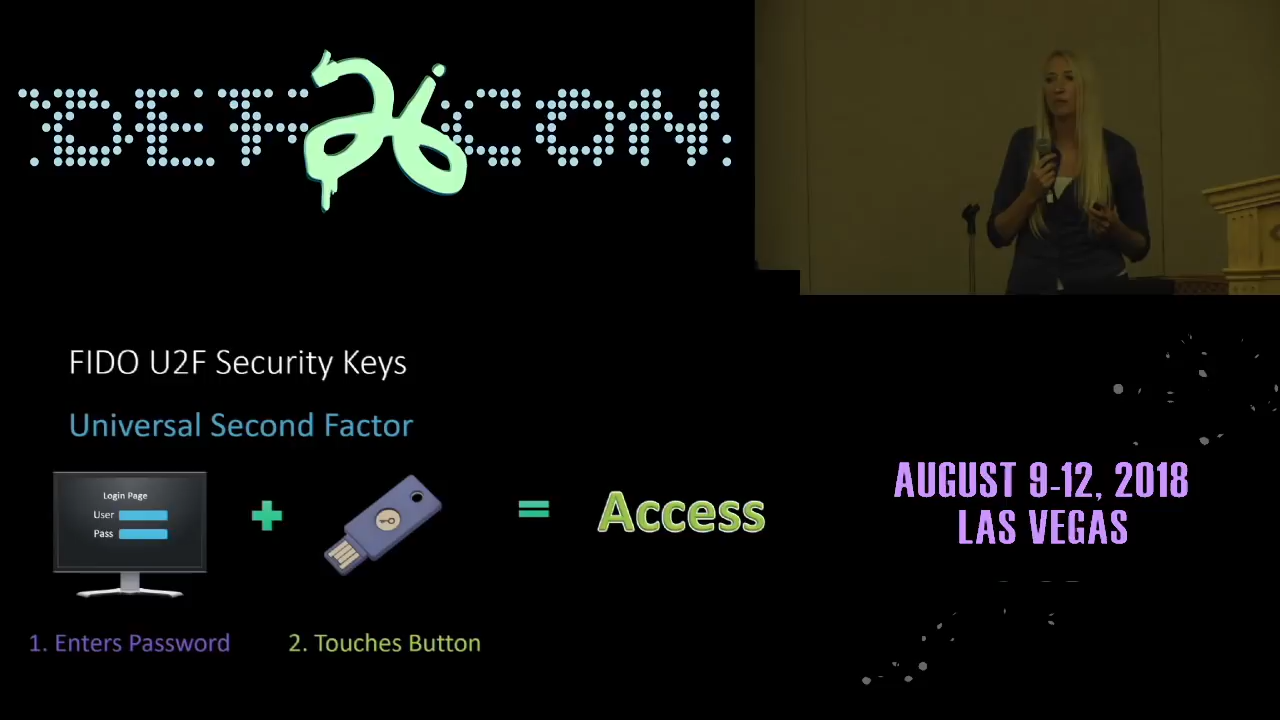 DEF CON
26
FIDO U2F Security Keys
Universal Second Factor
Login Page
User
Pass
+
=
Access
1. Enters Password
2. Touches Button
AUGUST 9-12, 2018
LAS VEGAS